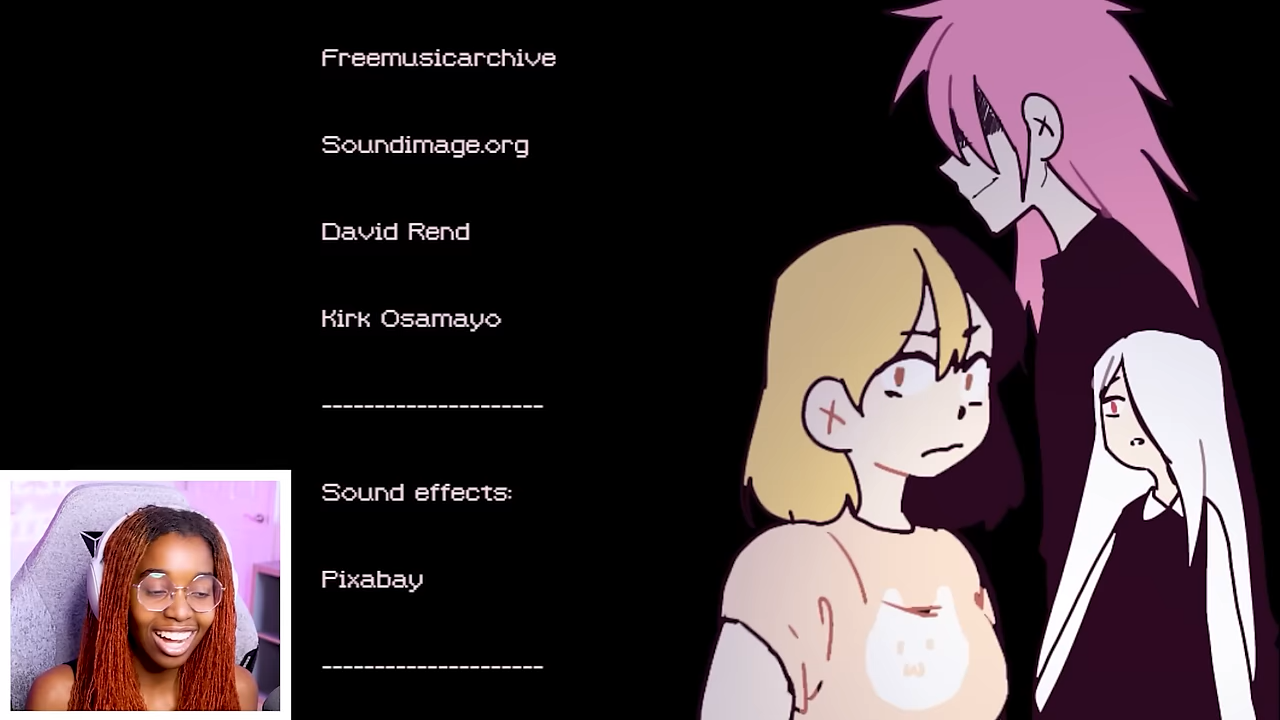 Freemusicarchive
Soundimage.org
David Rend
Kirk Osamayo
---------------------
Sound effects:
Pixabay
---------------------